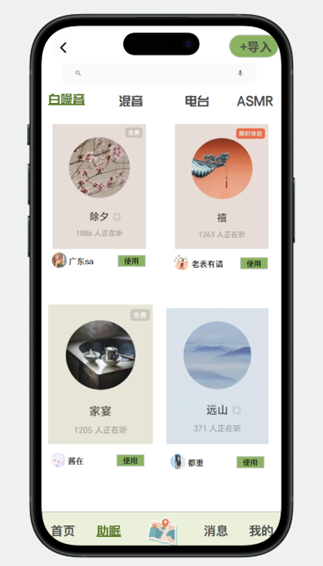 +导入
白噪音 混音 电台 ASMR
免费 限时体验
除夕 禧
1886 人正在听 1263 人正在听
广东sa 使用 老表有请 使用
免费
家宴 远山
1205 人正在听 371 人正在听
酱在 使用 都重 使用
首页 助眠 消息 我的